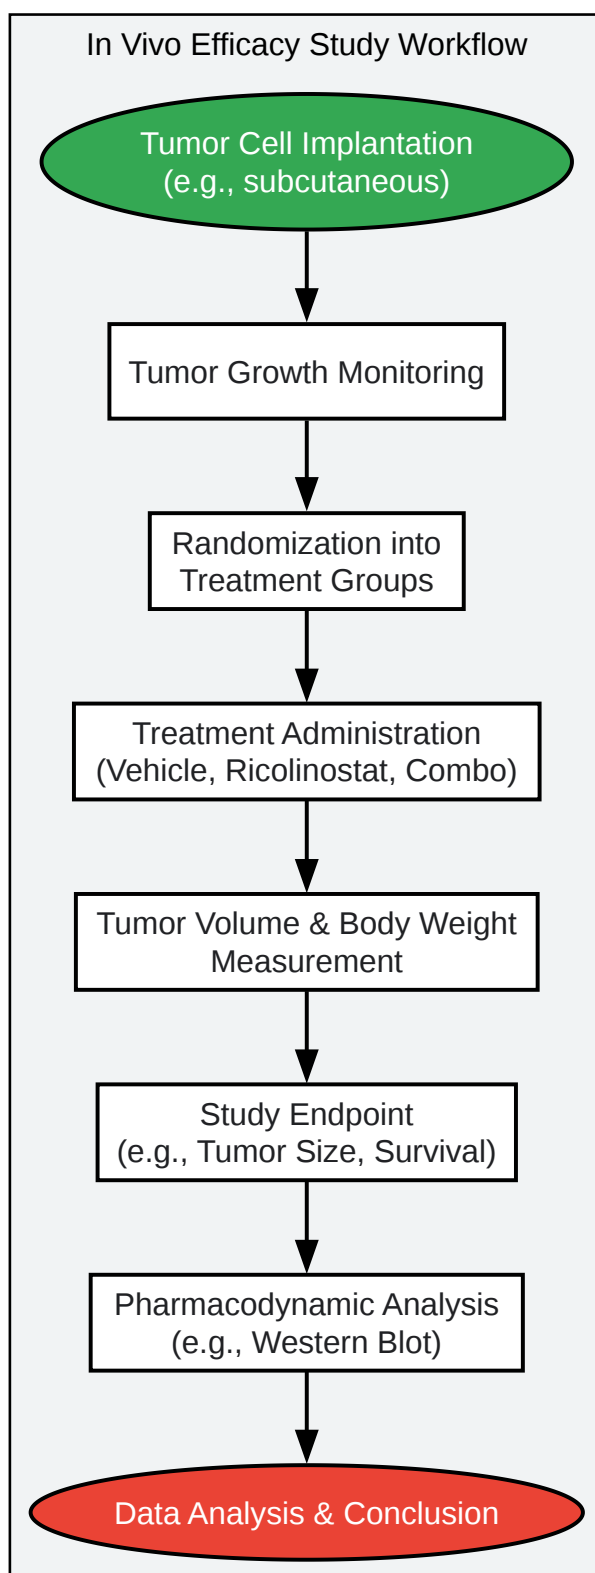 In Vivo Efficacy Study Workflow
Tumor Cell Implantation
(e.g., subcutaneous)
Tumor Growth Monitoring
Randomization into
Treatment Groups
Treatment Administration
(Vehicle, Ricolinostat, Combo)
Tumor Volume & Body Weight
Measurement
Study Endpoint
(e.g., Tumor Size, Survival)
Pharmacodynamic Analysis
(e.g., Western Blot)
Data Analysis & Conclusion